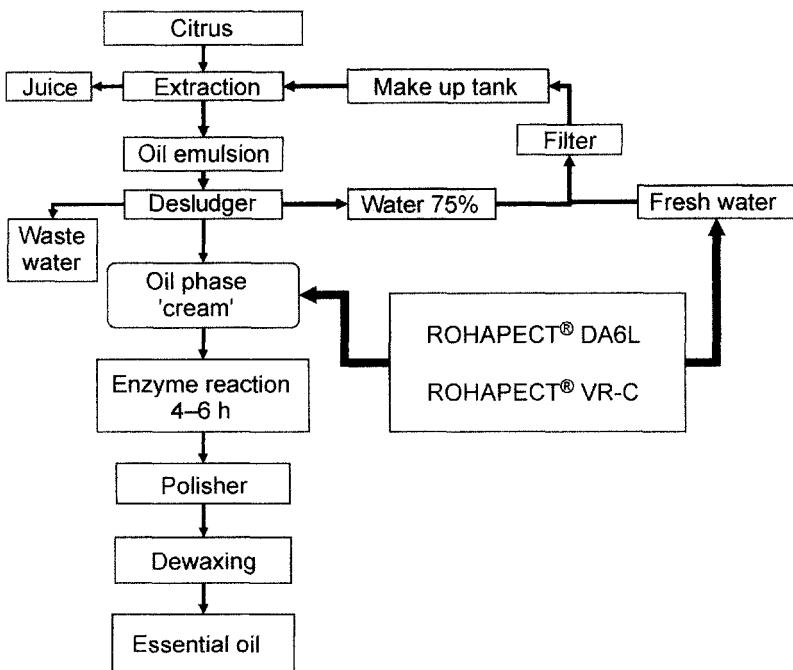 Citrus
Juice
Extraction
Make up tank
Filter
Oil emulsion
Desludger
Water 75%
Fresh water
Waste
water
Oil phase
'cream'
ROHAPECT® DA6L
ROHAPECT® VR-C
Enzyme reaction
4–6 h
Polisher
Dewaxing
Essential oil